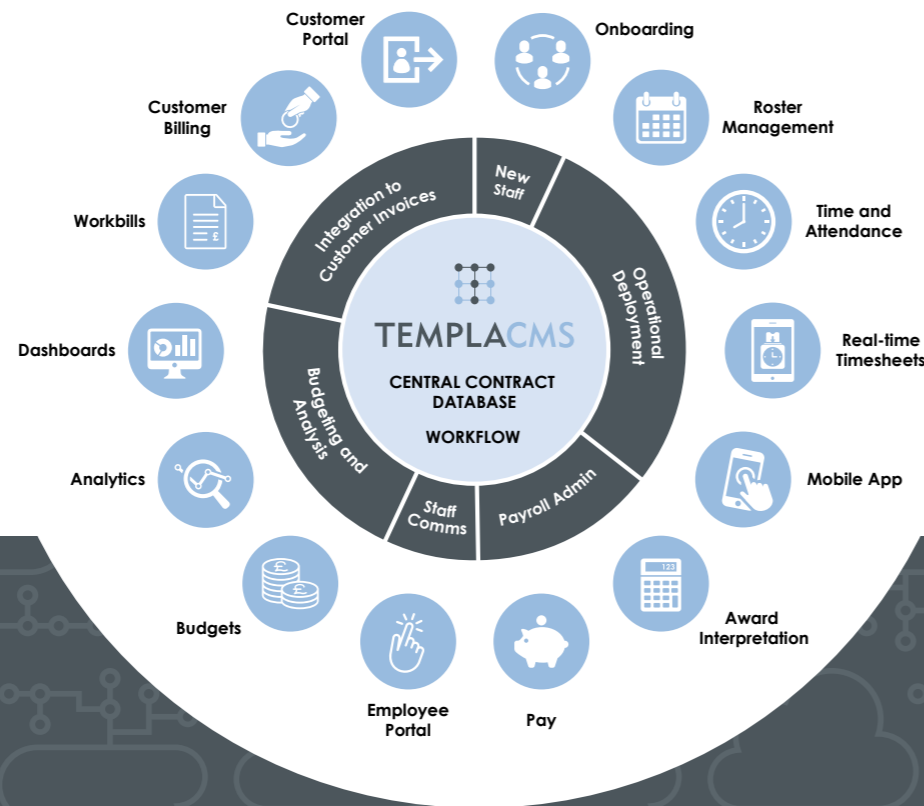 Customer
Portal
Onboarding
Customer
Billing
Roster
Management
Workbills
£
Time and
Attendance
Dashboards
Real-time
Timesheets
Analytics
Mobile App
Budgets
£
£
123
Award
Interpretation
Employee
Portal
Pay
New
Staff
Operational
Deployment
Payroll Admin
Staff
Comms
Budgeting and
Analysis
Integration to
Customer Invoices
TEMPLACMS
CENTRAL CONTRACT
DATABASE
WORKFLOW